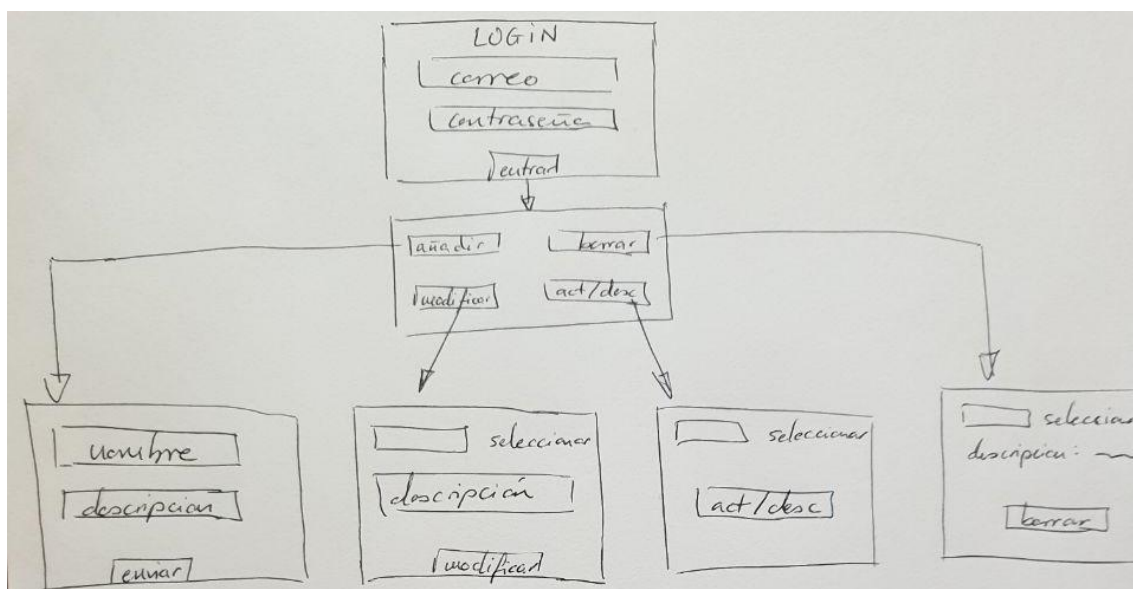 LOGIN
correo
contraseña
entrar
añadir
borrar
modificar
act/desc
nombre
descripcion
enviar
seleccionar
descripción
modificar
seleccionar
act/desc
seleccionar
descripcion:
borrar